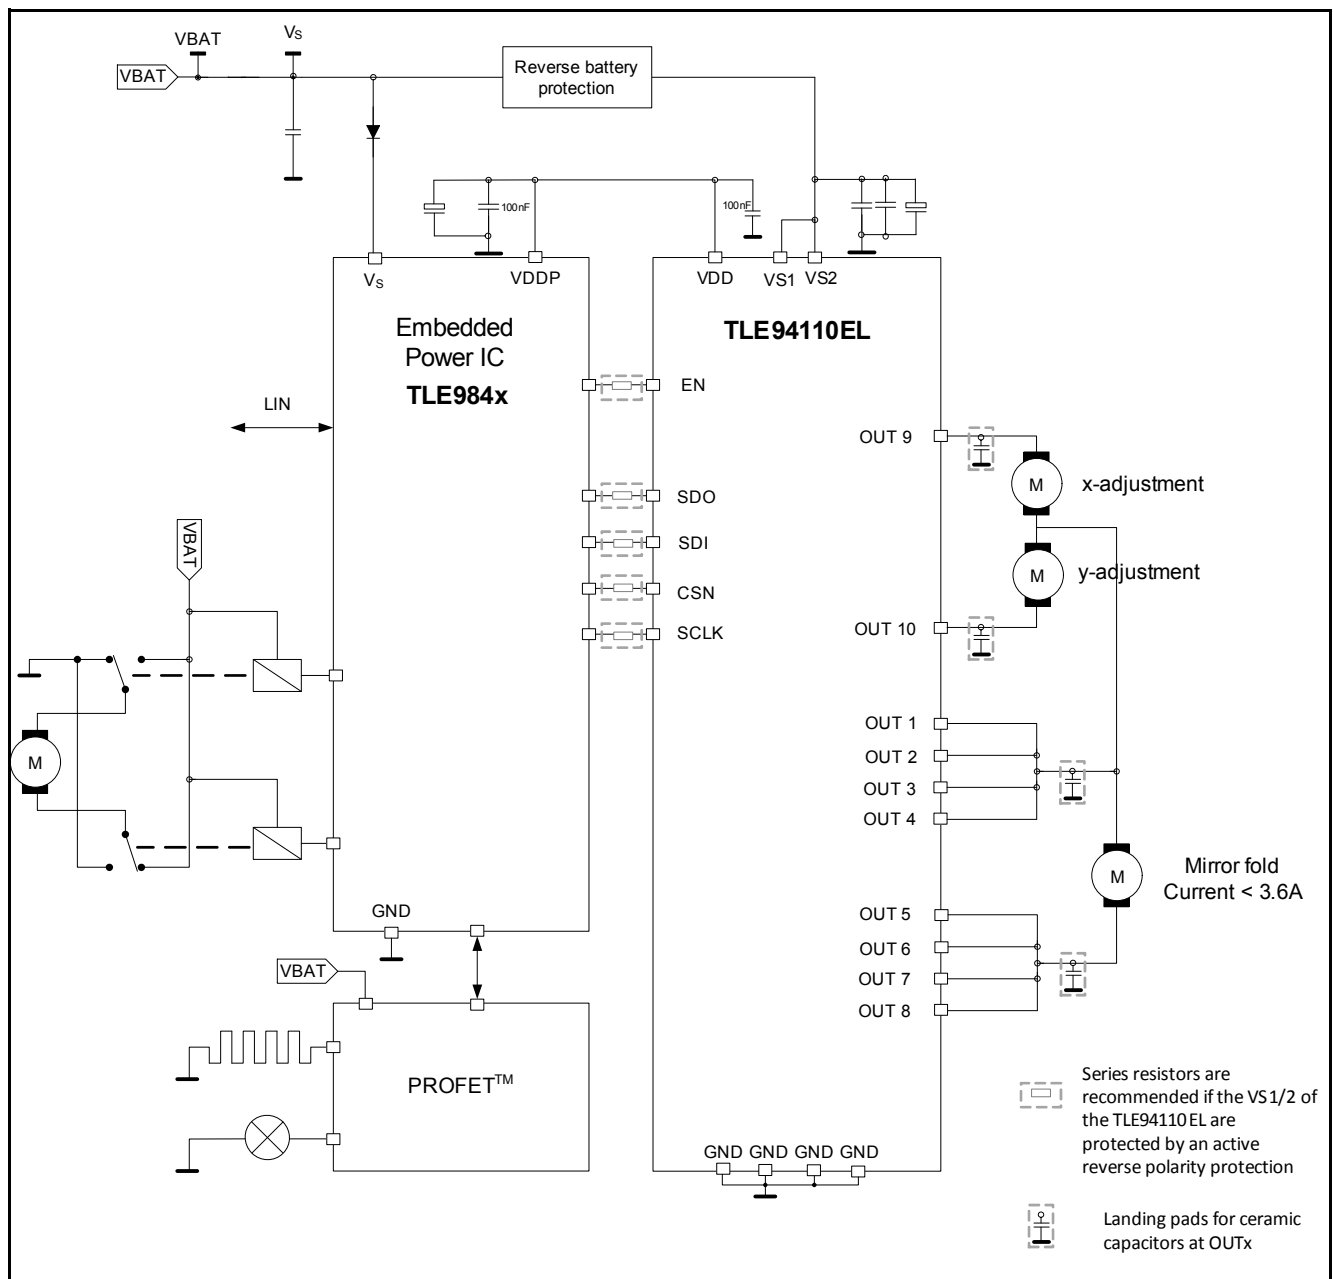 VBAT
Vs
VBAT
Reverse battery
protection
100nF
100nF
Vs
VDDP
VDD
VS1
VS2
Embedded
Power IC
TLE984x
TLE94110EL
LIN
EN
SDO
SDI
CSN
SCLK
OUT 9
M
x-adjustment
M
y-adjustment
OUT 10
VBAT
M
OUT 1
OUT 2
OUT 3
OUT 4
M
Mirror fold
Current < 3.6A
OUT 5
OUT 6
OUT 7
OUT 8
GND
VBAT
PROFET™
GND GND GND GND
Series resistors are
recommended if the VS1/2 of
the TLE94110EL are
protected by an active
reverse polarity protection
Landing pads for ceramic
capacitors at OUTx